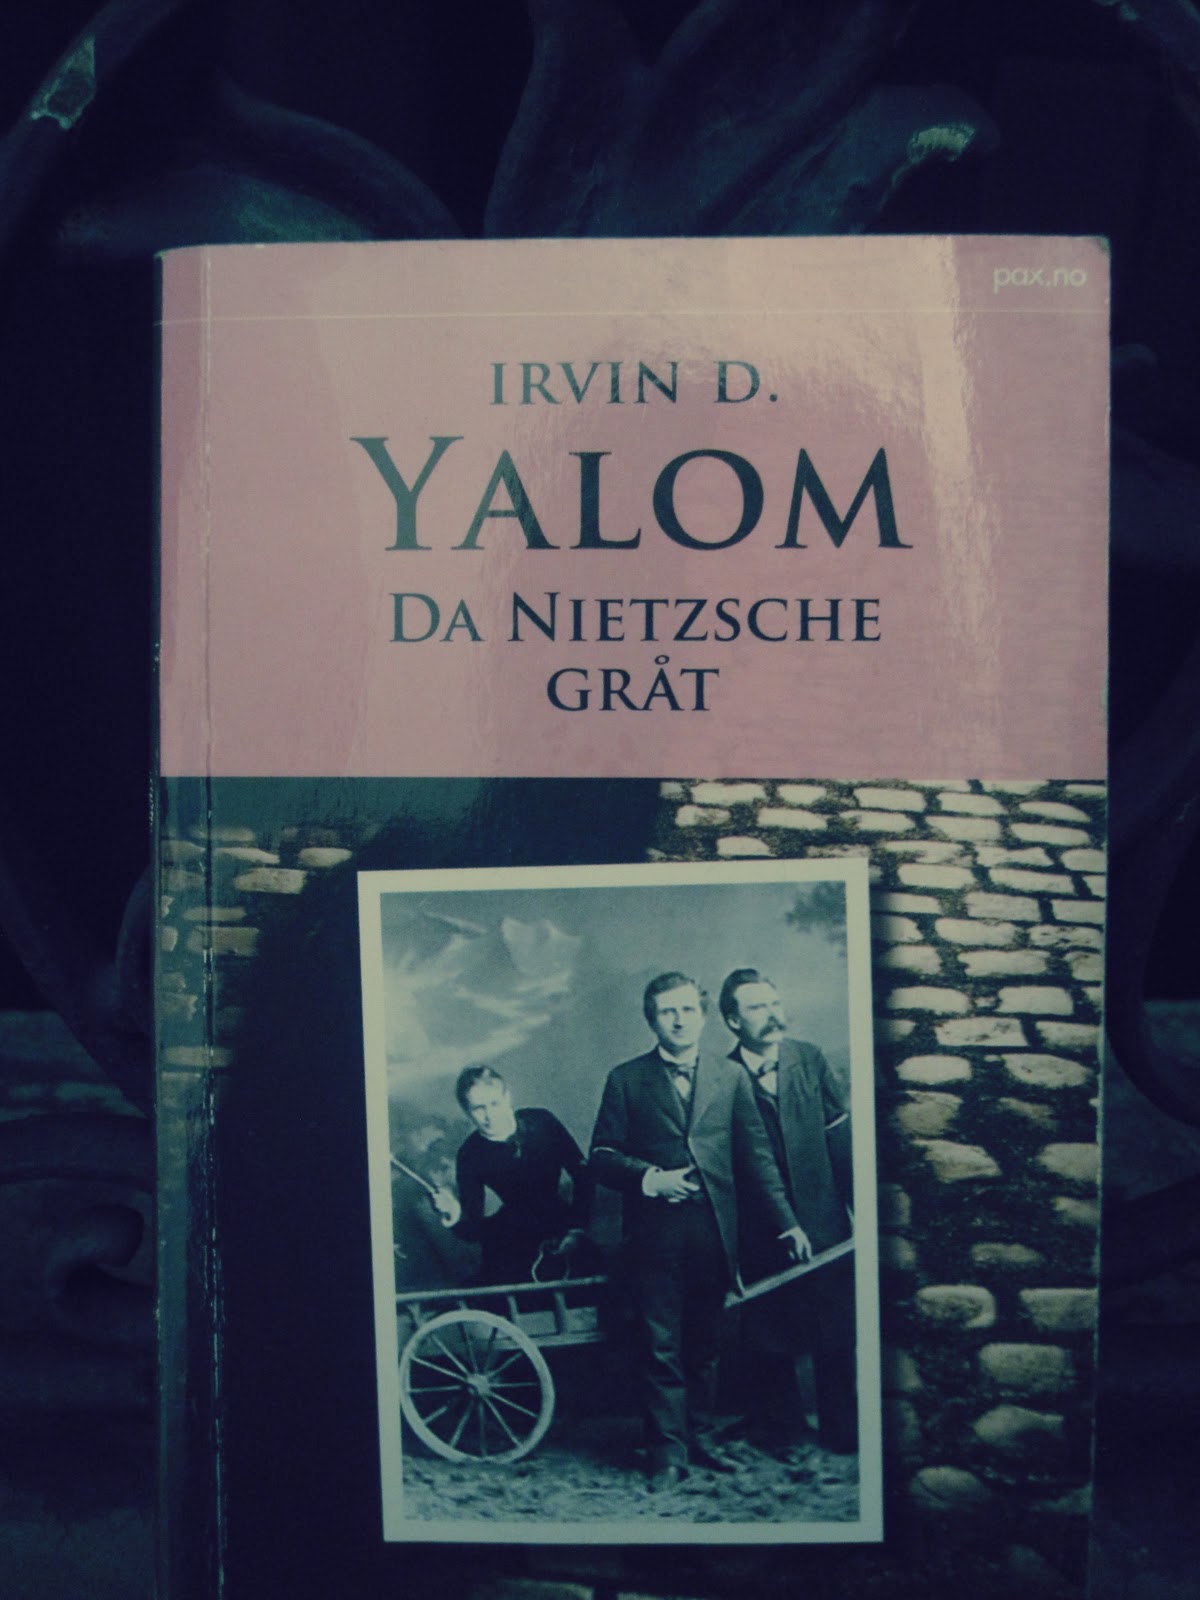 pax.no
IRVIN D.
YALOM
DA NIETZSCHE
GRÅT